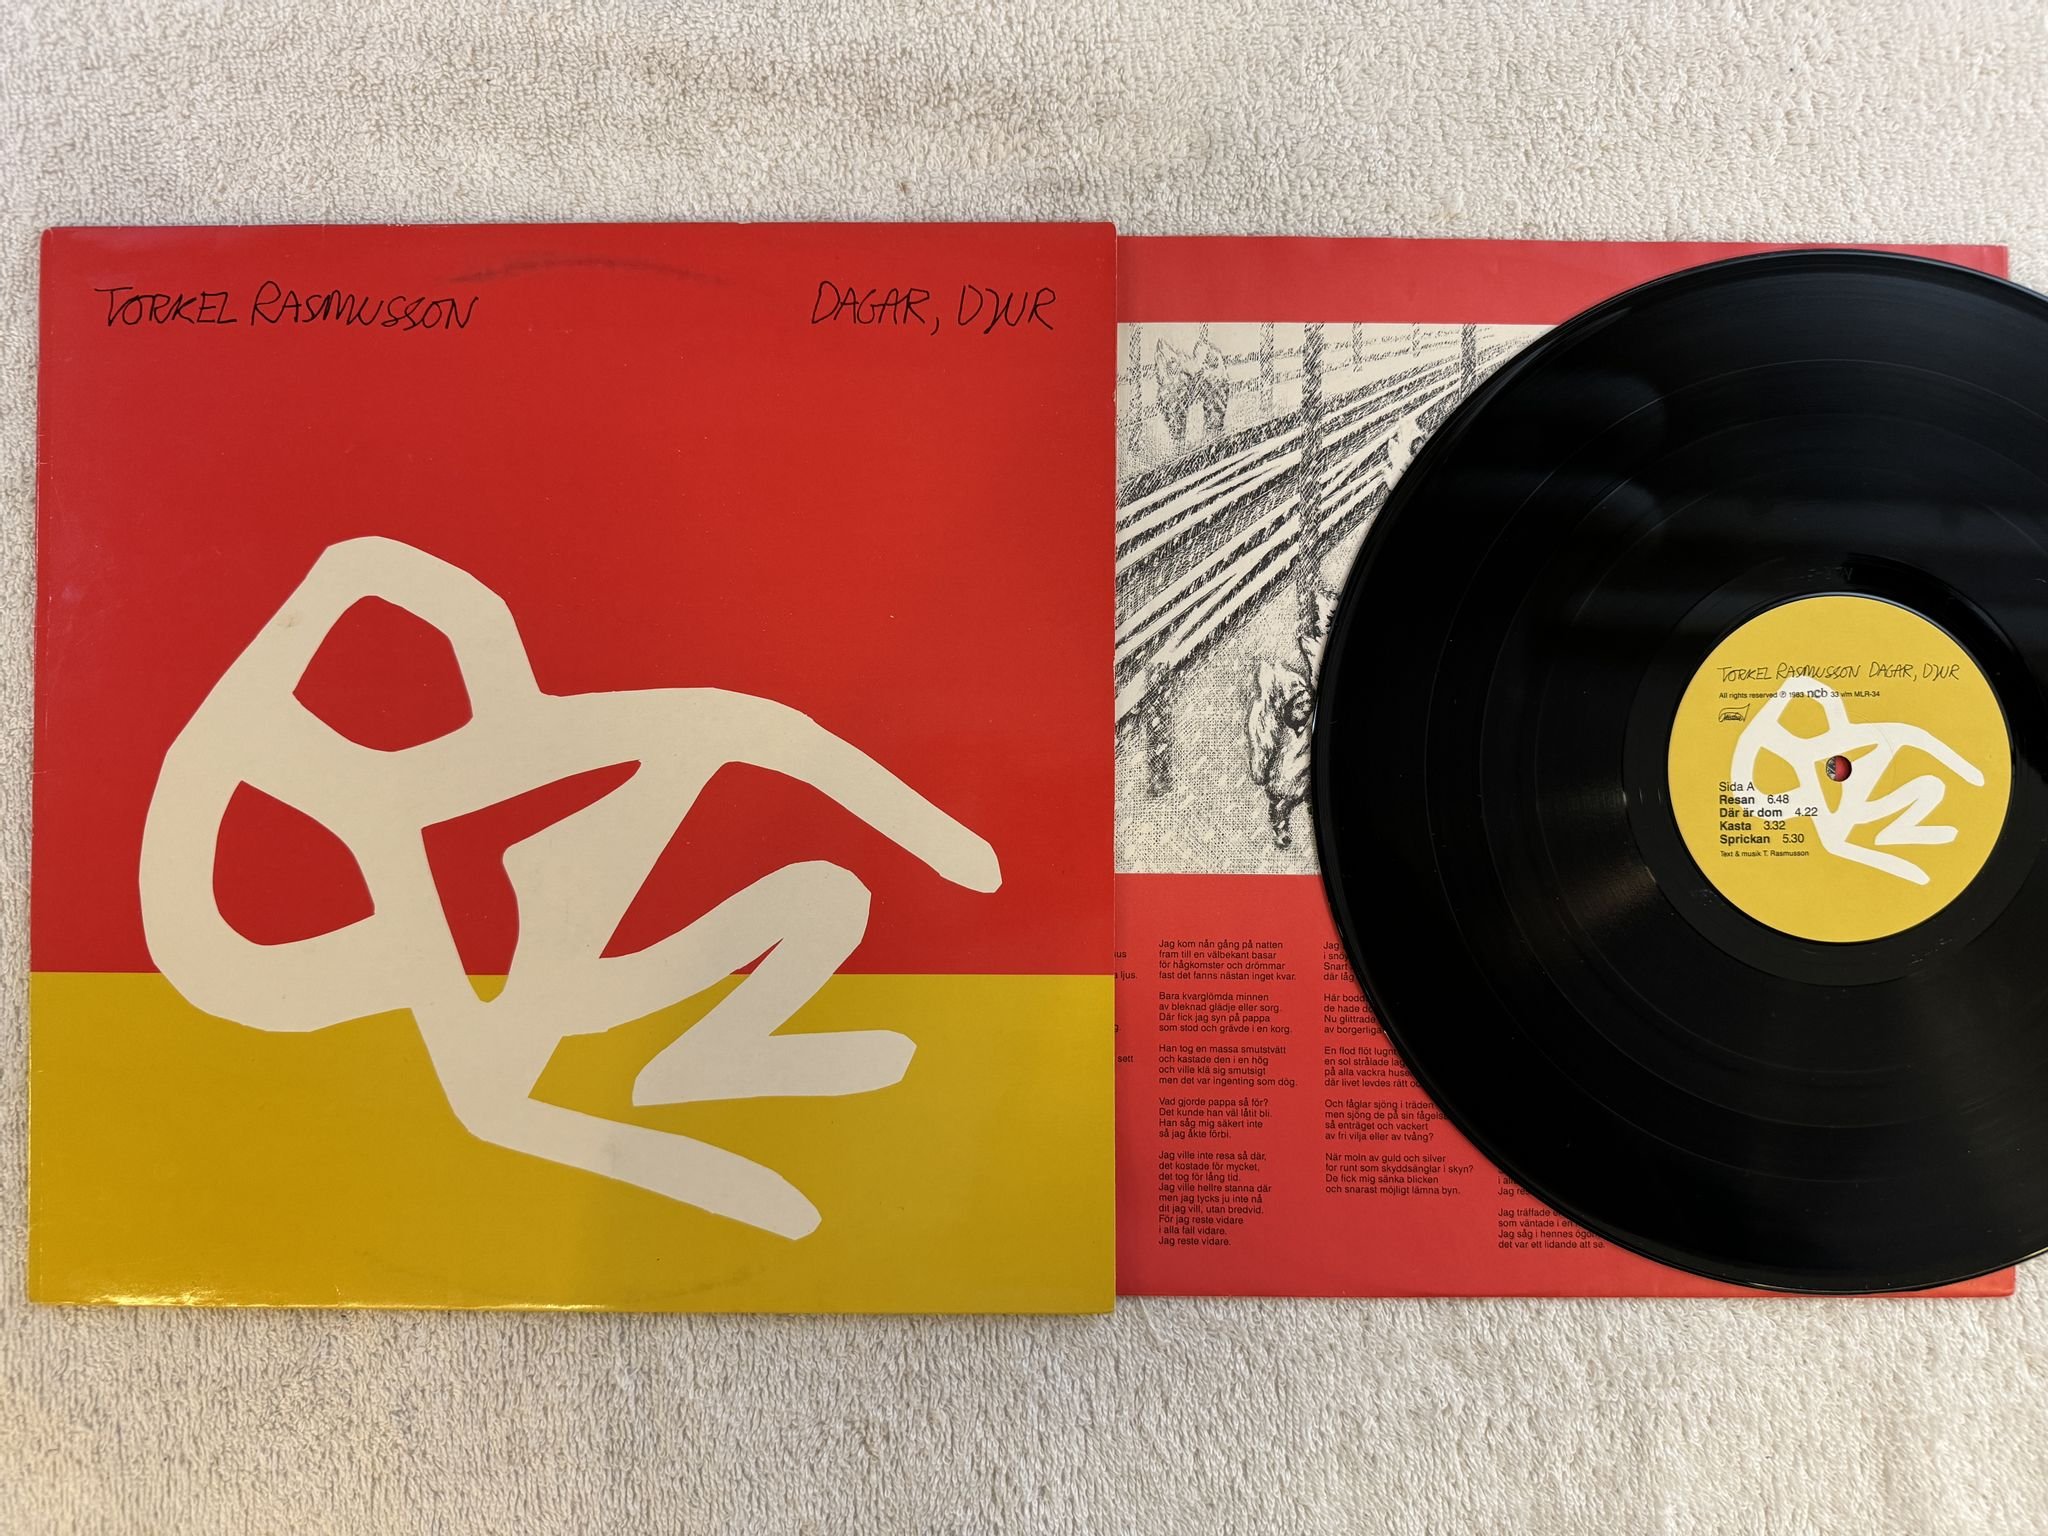 TORKEL RASMUSSON
DAGAR, DJUR
TORKEL RASMUSSON DAGAR, DJUR
All rights reserved ℗ 1983 ncb 33 v/m MLR-34
Sida A
Resan 6.48
Där är dom 4.22
Kasta 3.32
Sprickan 5.30
Text & musik T. Rasmusson
ljus.
sett
Jag kom nån gång på natten
fram till en välbekant basar
för hågkomster och drömmar
fast det fanns nästan inget kvar.
Bara kvarglömda minnen
av bleknad glädje eller sorg.
Där fick jag syn på pappa
som stod och grävde i en korg.
Han tog en massa smutstvätt
och kastade den i en hög
och ville klä sig smutsigt
men det var ingenting som dög.
Vad gjorde pappa så för?
Det kunde han väl låtit bli.
Han såg mig säkert inte
så jag åkte förbi.
Jag ville inte resa så där,
det kostade för mycket,
det tog för lång tid.
Jag ville hellre stanna där
men jag tycks ju inte nå
dit jag vill, utan bredvid.
För jag reste vidare
i alla fall vidare.
Jag reste vidare.
Jag
i
Snart
där låg
Här
de hade
Nu glittrade
av
En flod flöt
en sol strålade
på alla vackra
där livet levdes rätt
Och fåglar sjöng i träden
men sjöng de på sin
så enträget och vackert
av fri vilja eller av tvång?
När moln av guld och silver
for runt som skyddsänglar i skyn?
De fick mig sänka blicken
och snarast möjligt lämna byn.
i
Jag
Jag träffade
som väntade i en
Jag såg i hennes
det var ett lidande att se.